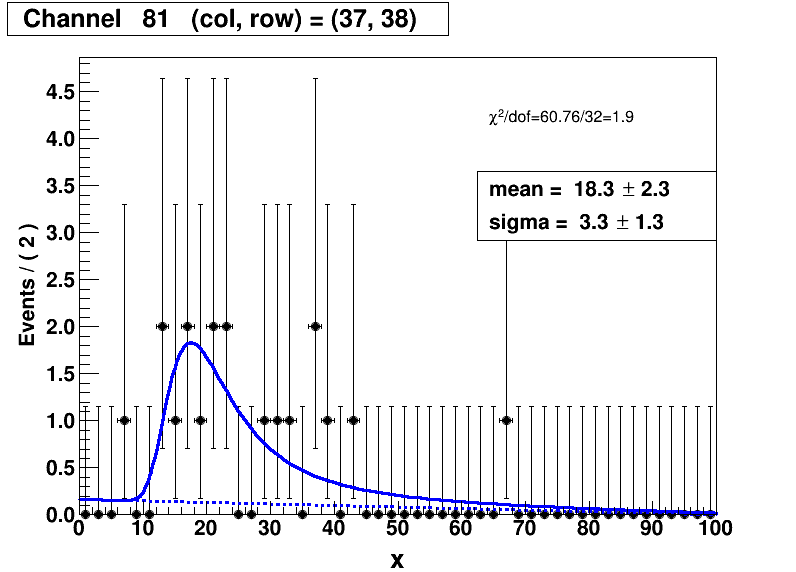 Channel 81 (col, row) = (37, 38)
χ²/dof=60.76/32=1.9
mean = 18.3 ± 2.3
sigma = 3.3 ± 1.3
Events / ( 2 )
4.5
4.0
3.5
3.0
2.5
2.0
1.5
1.0
0.5
0.0
0 10 20 30 40 50 60 70 80 90 100
x